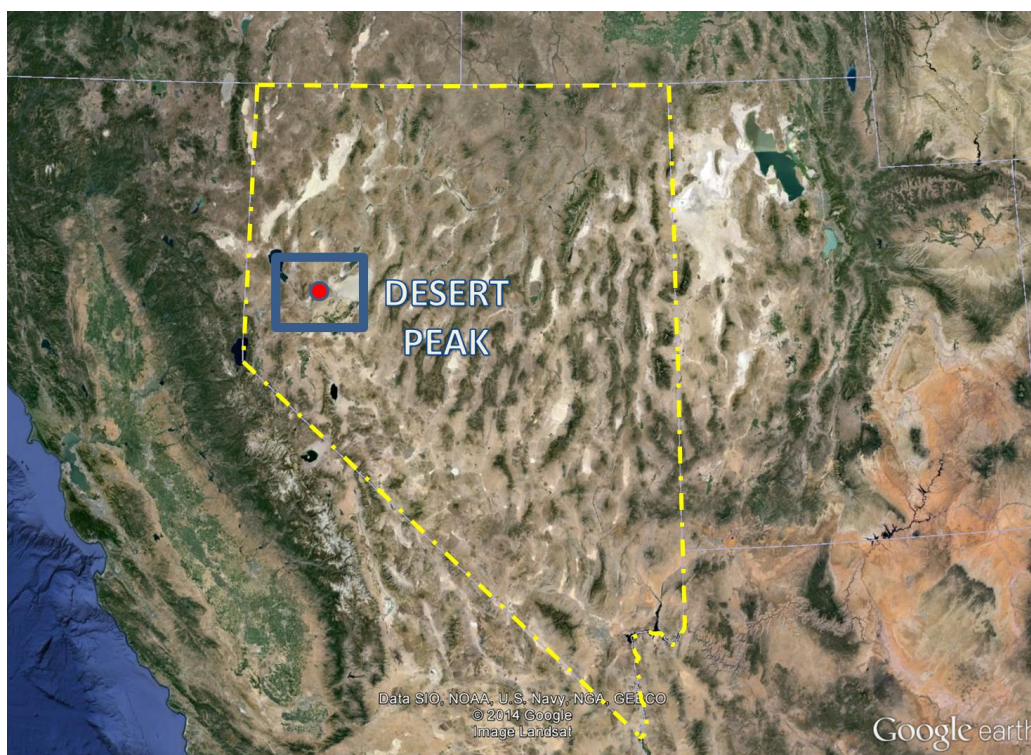 DESERT
PEAK
Data SIO, NOAA, U.S. Navy, NGA, GEBCO
© 2014 Google
Image Landsat
Google earth